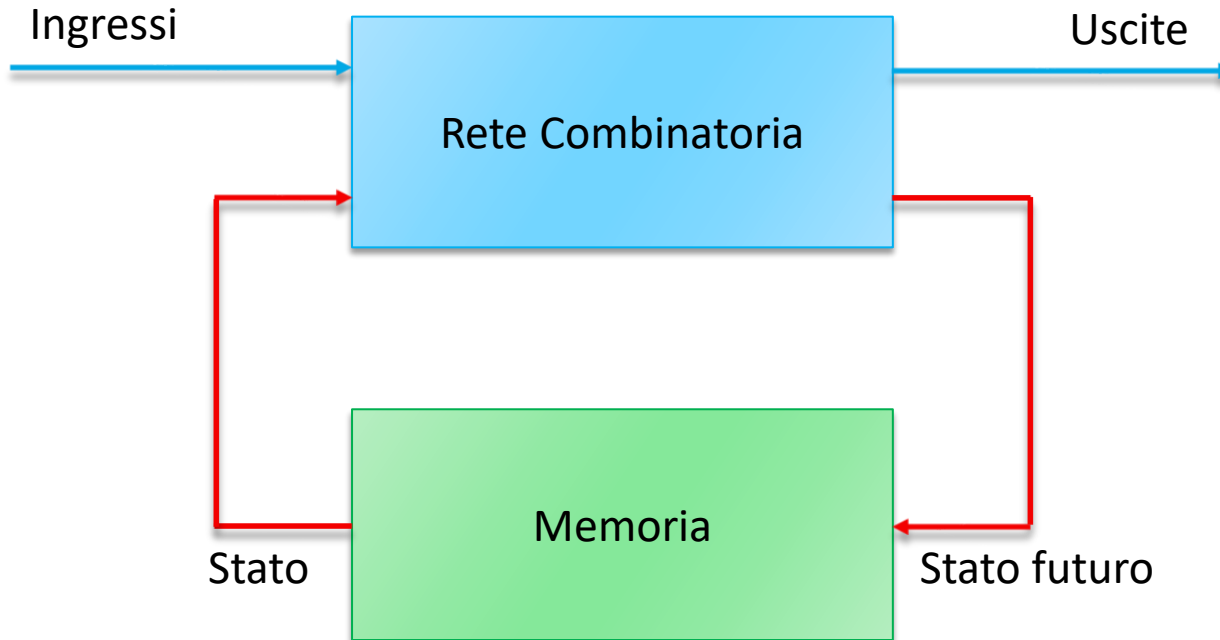 Ingressi
Uscite
Rete Combinatoria
Memoria
Stato
Stato futuro